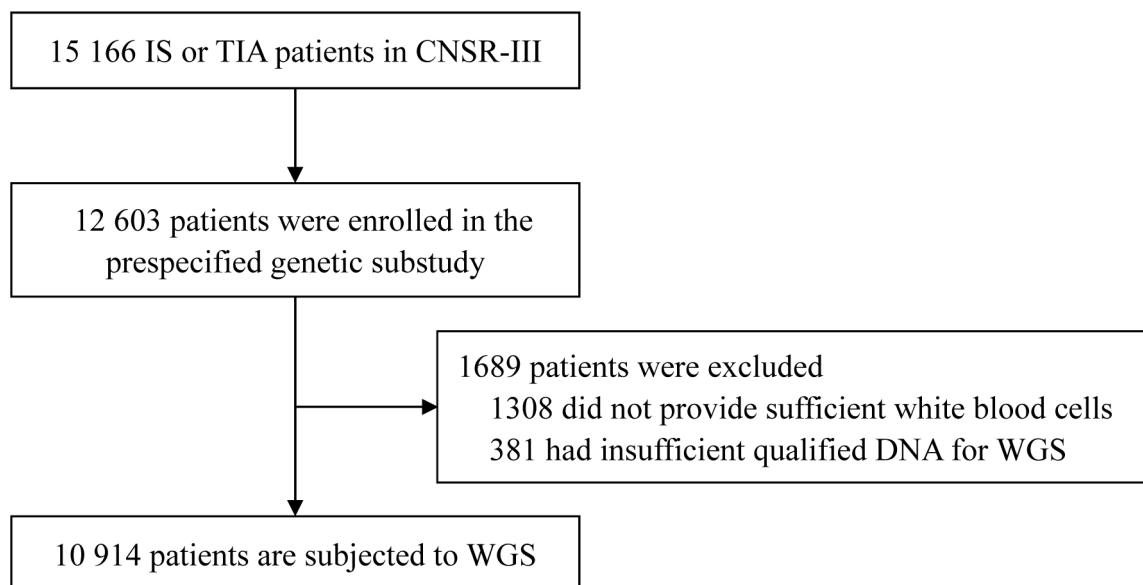 15 166 IS or TIA patients in CNSR-III
12 603 patients were enrolled in the
prespecified genetic substudy
1689 patients were excluded
1308 did not provide sufficient white blood cells
381 had insufficient qualified DNA for WGS
10 914 patients are subjected to WGS